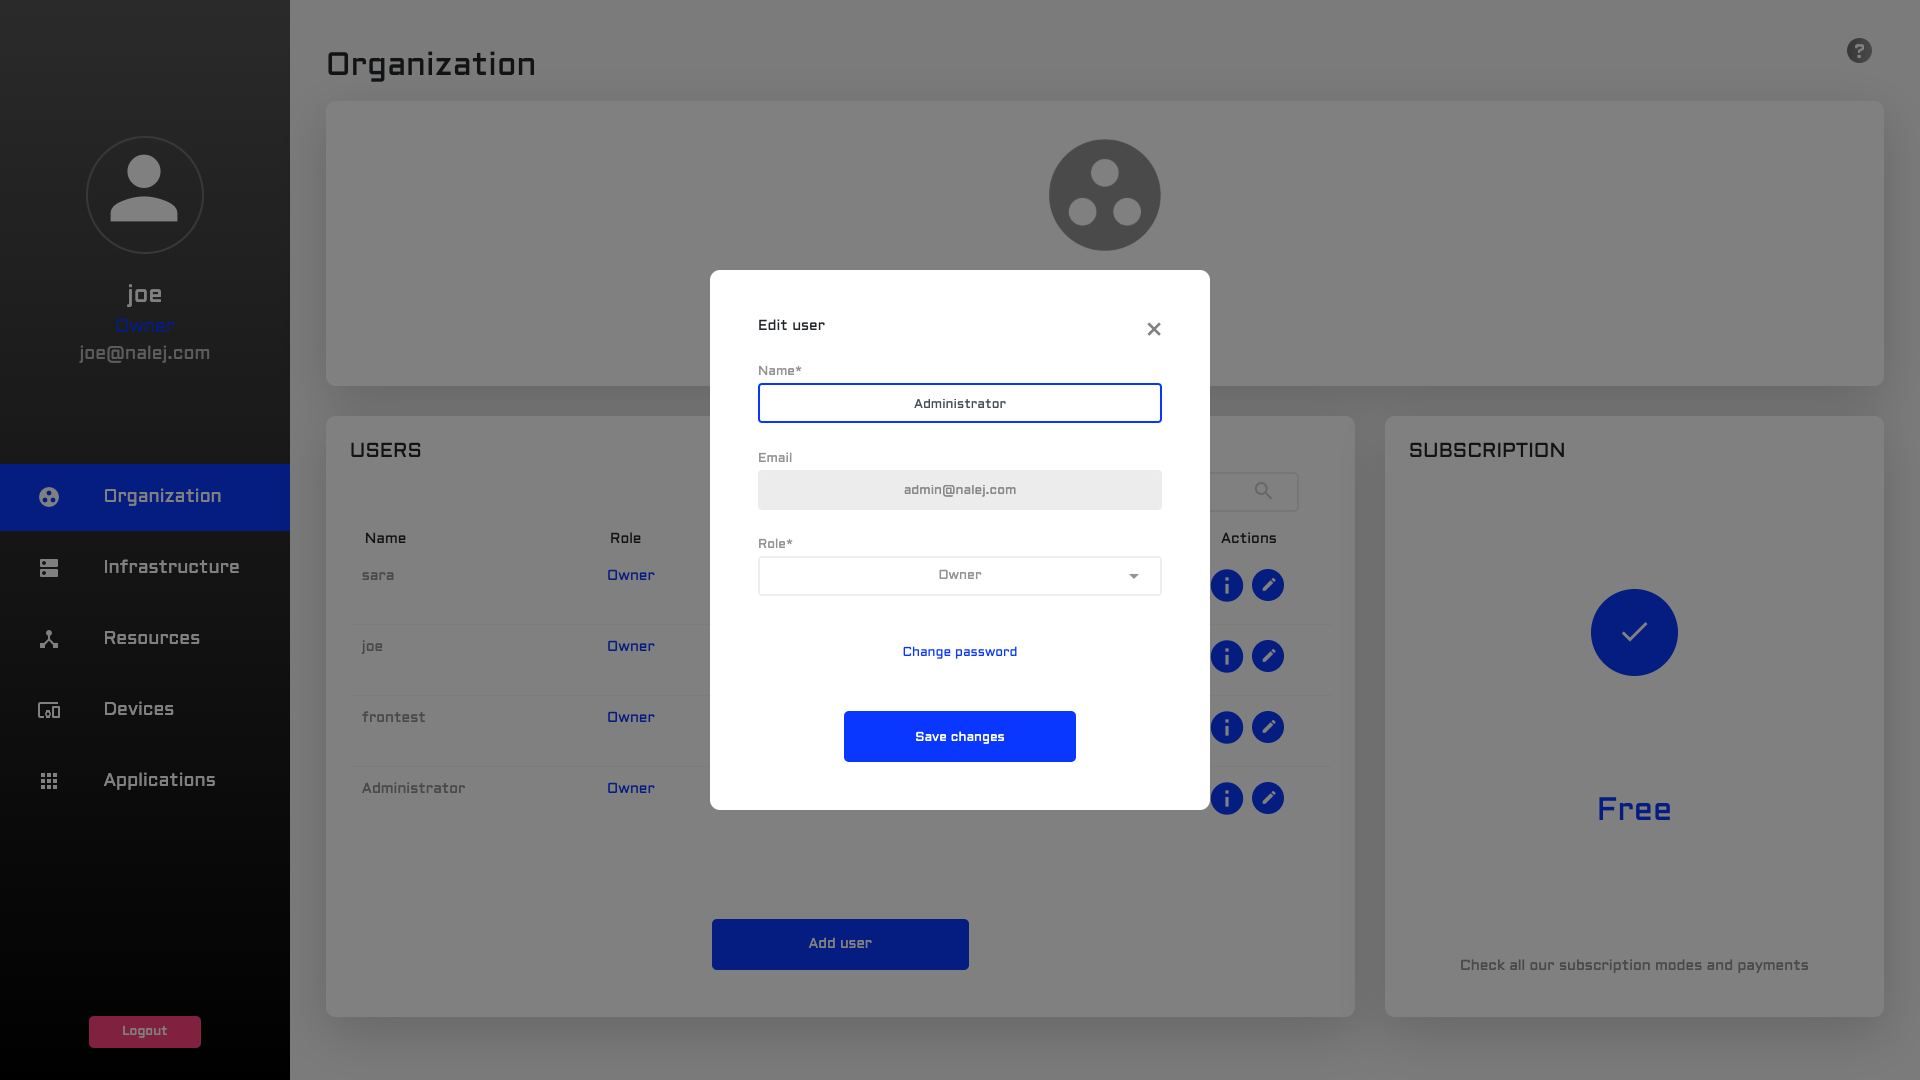 Organization
?
joe
Owner
joe@nalej.com
Organization
Infrastructure
Resources
Devices
Applications
Logout
USERS
Name
Role
Actions
sara
Owner
joe
Owner
frontest
Owner
Administrator
Owner
Add user
SUBSCRIPTION
Free
Check all our subscription modes and payments
Edit user
Name*
Administrator
Email
admin@nalej.com
Role*
Owner
Change password
Save changes